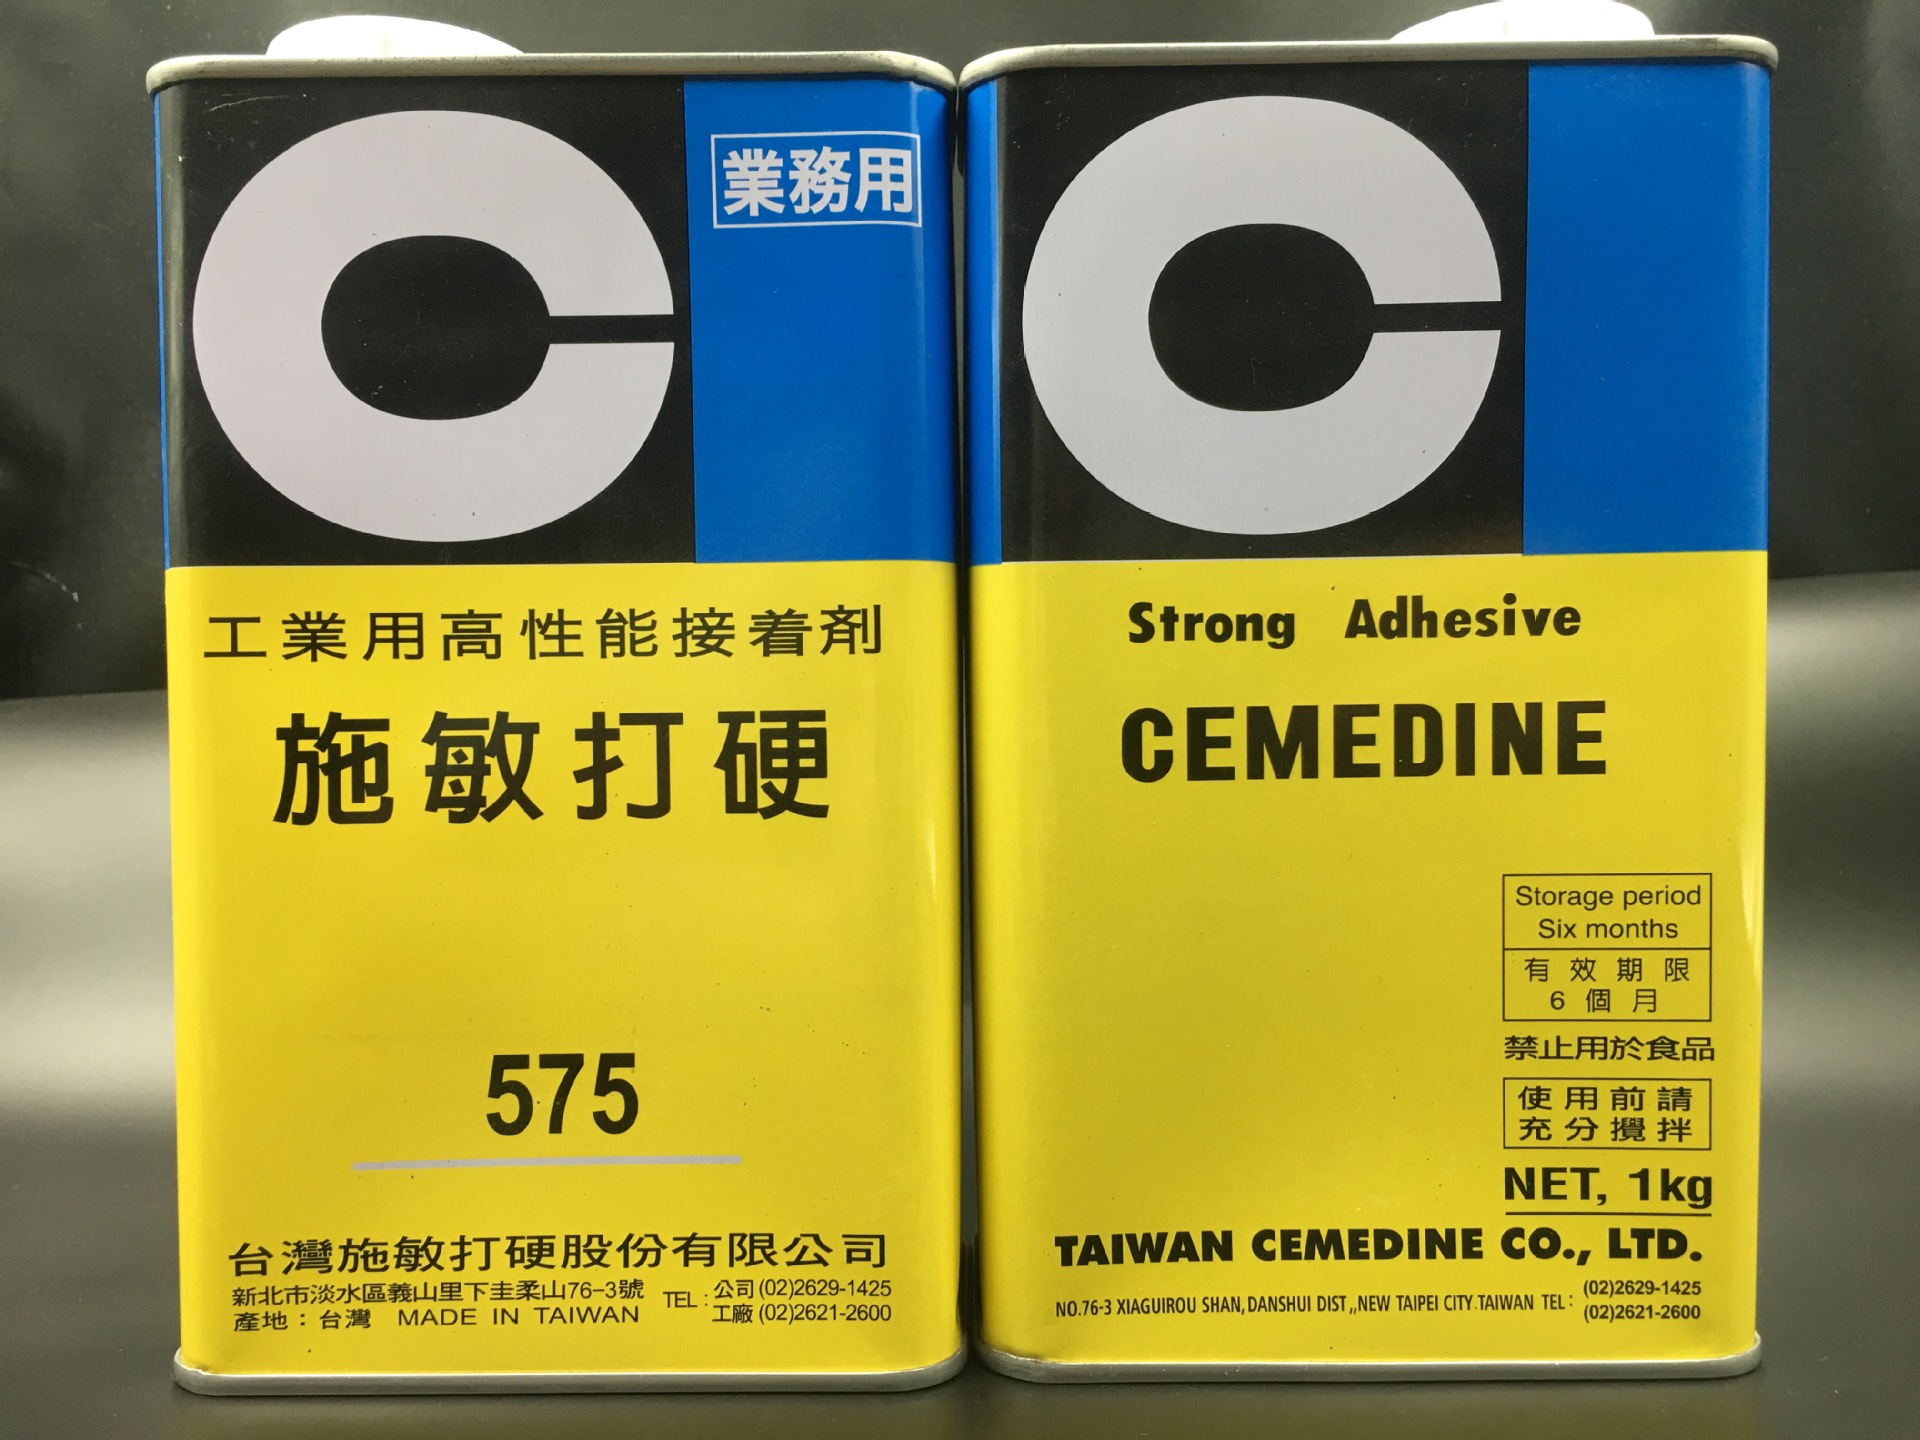 業務用
工業用高性能接着剤
施敏打硬
575
台灣施敏打硬股份有限公司
新北市淡水區義山里下圭柔山76-3號
產地：台灣 MADE IN TAIWAN
TEL: 公司(02)2629-1425
工廠(02)2621-2600
Strong Adhesive
CEMEDINE
Storage period
Six months
有效期限
6個月
禁止用於食品
使用前請
充分攪拌
NET, 1kg
TAIWAN CEMEDINE CO., LTD.
NO.76-3 XIAGUIROU SHAN,DANSHUI DIST,,NEW TAIPEI CITY.TAIWAN TEL: (02)2629-1425
(02)2621-2600